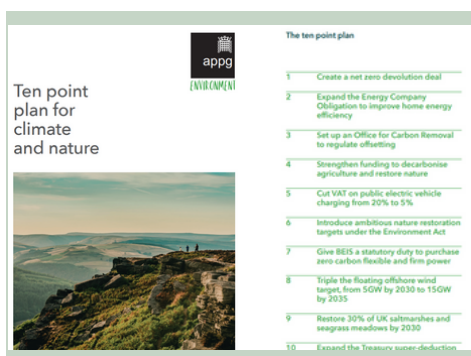 appg
ENVIRONMENT
Ten point
plan for
climate
and nature
The ten point plan
1 Create a net zero devolution deal
2 Expand the Energy Company
Obligation to improve home energy
efficiency
3 Set up an Office for Carbon Removal
to regulate offsetting
4 Strengthen funding to decarbonise
agriculture and restore nature
5 Cut VAT on public electric vehicle
charging from 20% to 5%
6 Introduce ambitious nature restoration
targets under the Environment Act
7 Give BEIS a statutory duty to purchase
zero carbon flexible and firm power
8 Triple the floating offshore wind
target, from 5GW by 2030 to 15GW
by 2035
9 Restore 30% of UK saltmarshes and
seagrass meadows by 2030
10 Expand the Treasury super-deduction